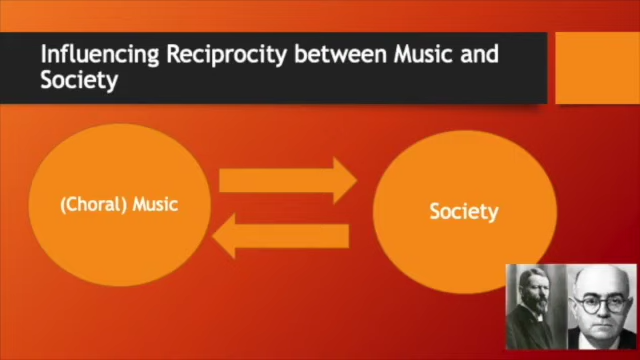 Influencing Reciprocity between Music and
Society
(Choral) Music
Society